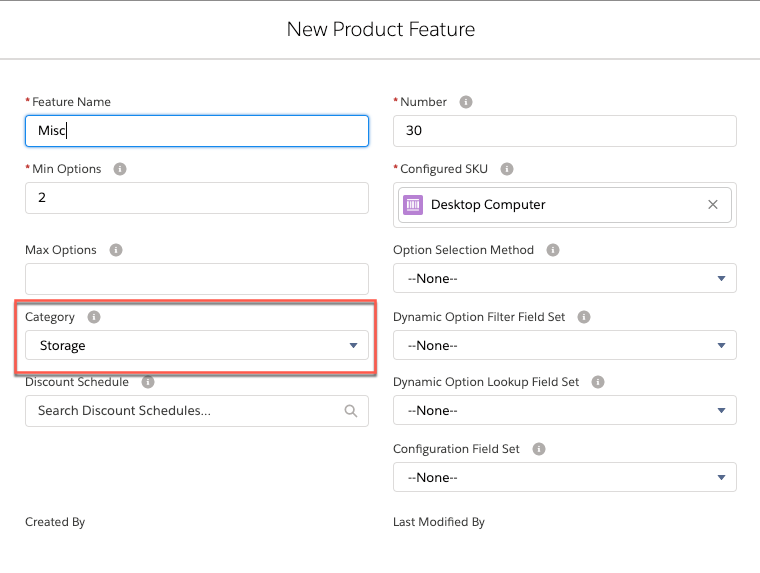 New Product Feature
* Feature Name
Misc
* Number
30
* Min Options
2
* Configured SKU
Desktop Computer
Max Options
Option Selection Method
--None--
Category
Storage
Dynamic Option Filter Field Set
--None--
Discount Schedule
Search Discount Schedules...
Dynamic Option Lookup Field Set
--None--
Configuration Field Set
--None--
Created By
Last Modified By